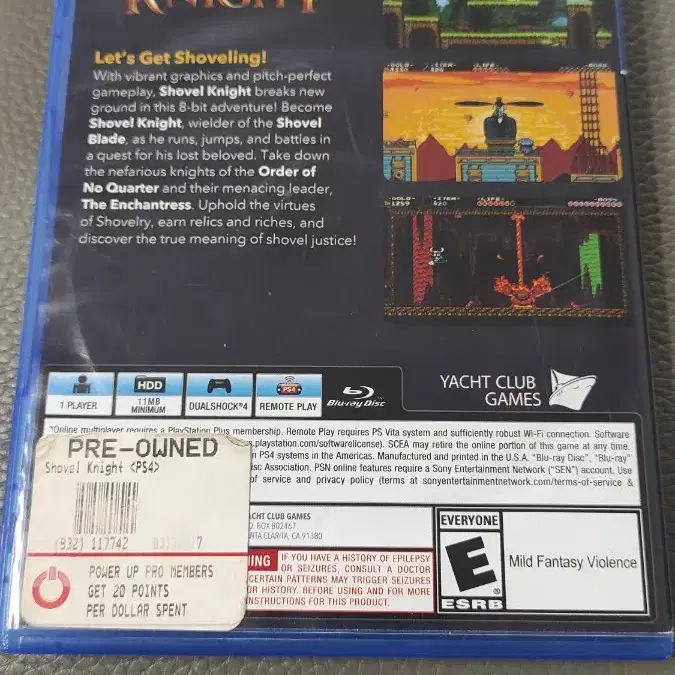 KNIGHT
Let's Get Shoveling!
With vibrant graphics and pitch-perfect
gameplay, Shovel Knight breaks new
ground in this 8-bit adventure! Become
Shovel Knight, wielder of the Shovel
Blade, as he runs, jumps, and battles in
a quest for his lost beloved. Take down
the nefarious knights of the Order of
No Quarter and their menacing leader,
The Enchantress. Uphold the virtues
of Shovelry, earn relics and riches, and
discover the true meaning of shovel justice!
GOLD ITEM LIFE BOSS
GOLD ITEM LIFE BOSS
1 PLAYER
HDD
11MB
MINIMUM
DUALSHOCK®4
PS4
REMOTE PLAY
Blu-ray Disc
YACHT CLUB
GAMES
*Online multiplayer requires a PlayStation Plus membership. Remote Play requires PS Vita system and sufficiently robust Wi-Fi connection. Software
playstation.com/softwarelicense). SCEA may retire the online portion of this game at any time.
PS4 systems in the Americas. Manufactured and printed in the U.S.A. "Blu-ray Disc", "Blu-ray"
Association. PSN online features require a Sony Entertainment Network ("SEN") account. Use
of service and privacy policy (terms at sonyentertainmentnetwork.com/terms-of-service &
PRE-OWNED
Shovel Knight <PS4>
(932) 117742
POWER UP PRO MEMBERS
GET 20 POINTS
PER DOLLAR SPENT
CLUB GAMES
BOX 802467
CLARITA, CA 91380
IF YOU HAVE A HISTORY OF EPILEPSY
OR SEIZURES, CONSULT A DOCTOR
CERTAIN PATTERNS MAY TRIGGER SEIZURES
HISTORY. BEFORE USING AND FOR MORE
INSTRUCTIONS FOR THIS PRODUCT.
EVERYONE
E
ESRB
Mild Fantasy Violence